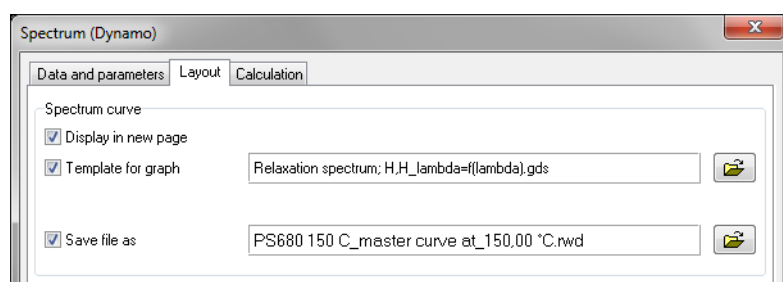 Spectrum (Dynamo)
Data and parameters Layout Calculation
Spectrum curve
Display in new page
Template for graph Relaxation spectrum; H,H_lambda=f(lambda).gds
Save file as PS680 150 C_master curve at_150,00 °C.rwd